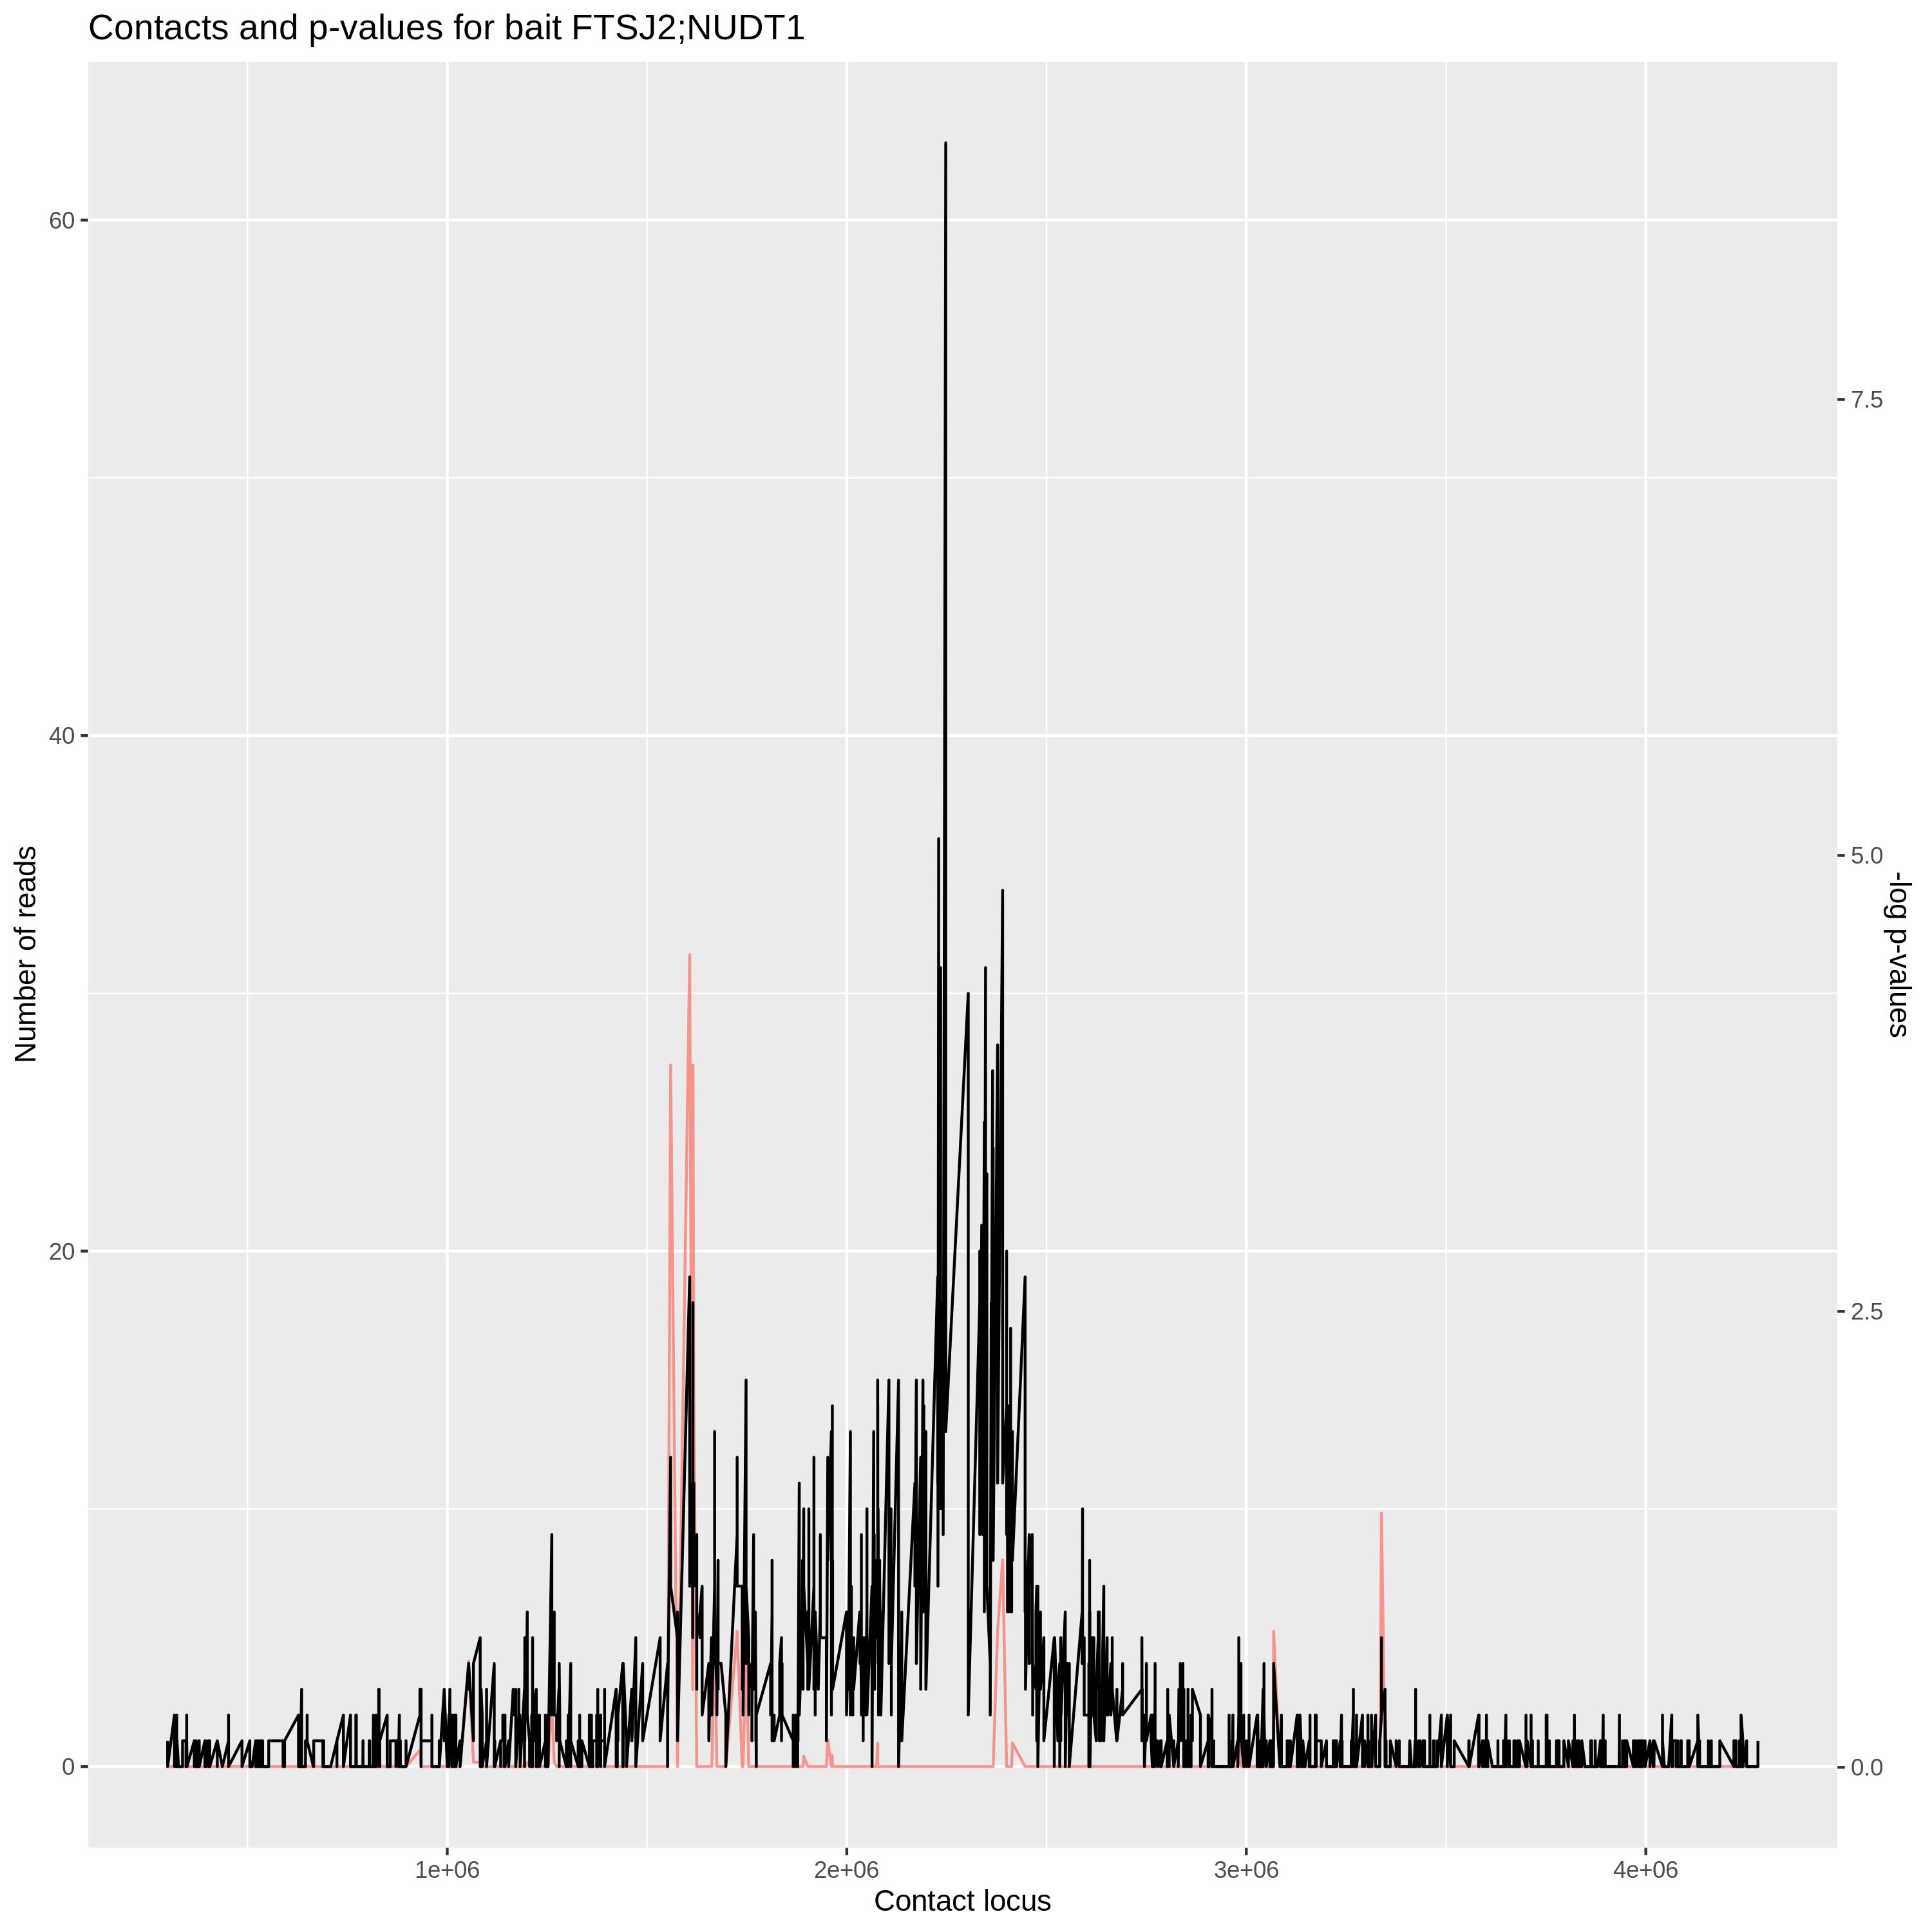 Contacts and p-values for bait FTSJ2;NUDT1
60
40
20
0
Number of reads
7.5
5.0
2.5
0.0
-log p-values
1e+06
2e+06
3e+06
4e+06
Contact locus